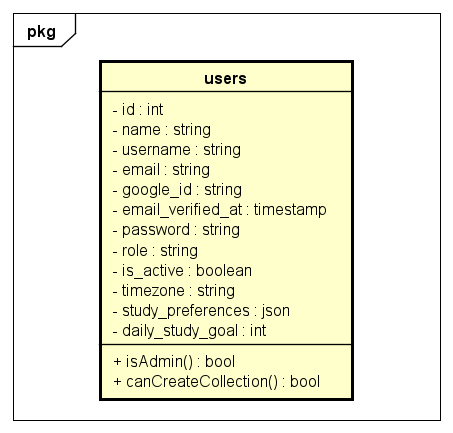 pkg
users
- id : int
- name : string
- username : string
- email : string
- google_id : string
- email_verified_at : timestamp
- password : string
- role : string
- is_active : boolean
- timezone : string
- study_preferences : json
- daily_study_goal : int
+ isAdmin() : bool
+ canCreateCollection() : bool